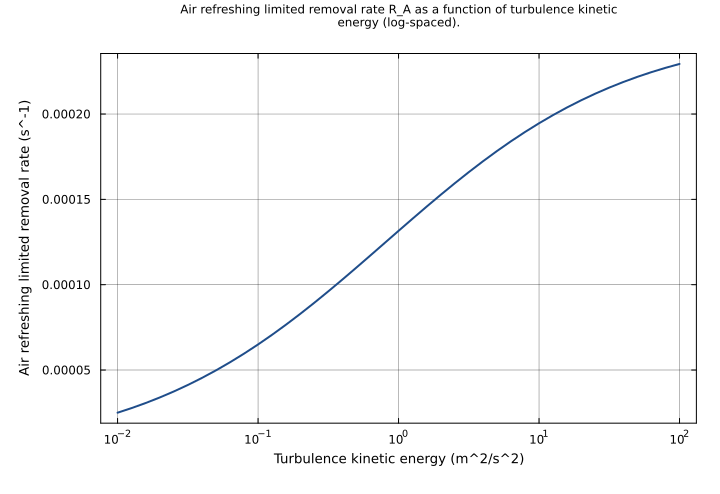 Air refreshing limited removal rate R_A as a function of turbulence kinetic
energy (log-spaced).
Air refreshing limited removal rate (s^-1)
0.00020
0.00015
0.00010
0.00005
10^−2 10^−1 10^0 10^1 10^2
Turbulence kinetic energy (m^2/s^2)